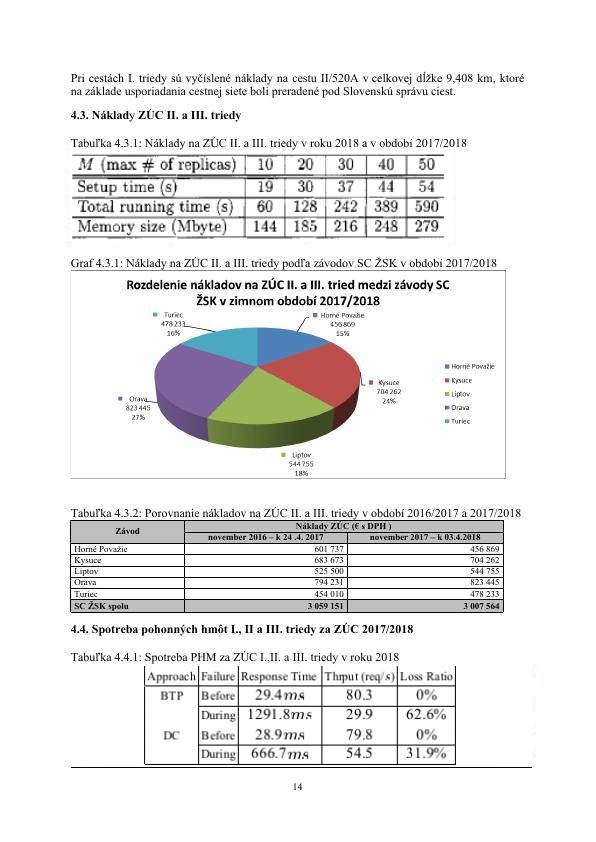 Pri cestách I. triedy sú vyčíslené náklady na cestu II/520A v celkovej dĺžke 9,408 km, ktoré
na základe usporiadania cestnej siete boli preradené pod Slovenskú správu ciest.
4.3. Náklady ZÚC II. a III. triedy
Tabuľka 4.3.1: Náklady na ZÚC II. a III. triedy v roku 2018 a v období 2017/2018
M (max # of replicas) 10 20 30 40 50
Setup time (s) 19 30 37 44 54
Total running time (s) 60 128 242 389 590
Memory size (Mbyte) 144 185 216 248 279
Graf 4.3.1: Náklady na ZÚC II. a III. triedy podľa závodov SC ŽSK v období 2017/2018
Rozdelenie nákladov na ZÚC II. a III. tried medzi závody SC
ŽSK v zimnom období 2017/2018
Turiec
478 233
16%
Horné Považie
456 869
15%
Kysuce
704 262
24%
Orava
823 445
27%
Liptov
544 755
18%
Horné Považie
Kysuce
Liptov
Orava
Turiec
Tabuľka 4.3.2: Porovnanie nákladov na ZÚC II. a III. triedy v období 2016/2017 a 2017/2018
Závod Náklady ZÚC (€ s DPH )
november 2016 – k 24 .4. 2017 november 2017 – k 03.4.2018
Horné Považie 601 737 456 869
Kysuce 683 673 704 262
Liptov 525 500 544 755
Orava 794 231 823 445
Turiec 454 010 478 233
SC ŽSK spolu 3 059 151 3 007 564
4.4. Spotreba pohonných hmôt I., II a III. triedy za ZÚC 2017/2018
Tabuľka 4.4.1: Spotreba PHM za ZÚC I.,II. a III. triedy v roku 2018
Approach Failure Response Time Thput (req/s) Loss Ratio
BTP Before 29.4ms 80.3 0%
During 1291.8ms 29.9 62.6%
DC Before 28.9ms 79.8 0%
During 666.7ms 54.5 31.9%
14